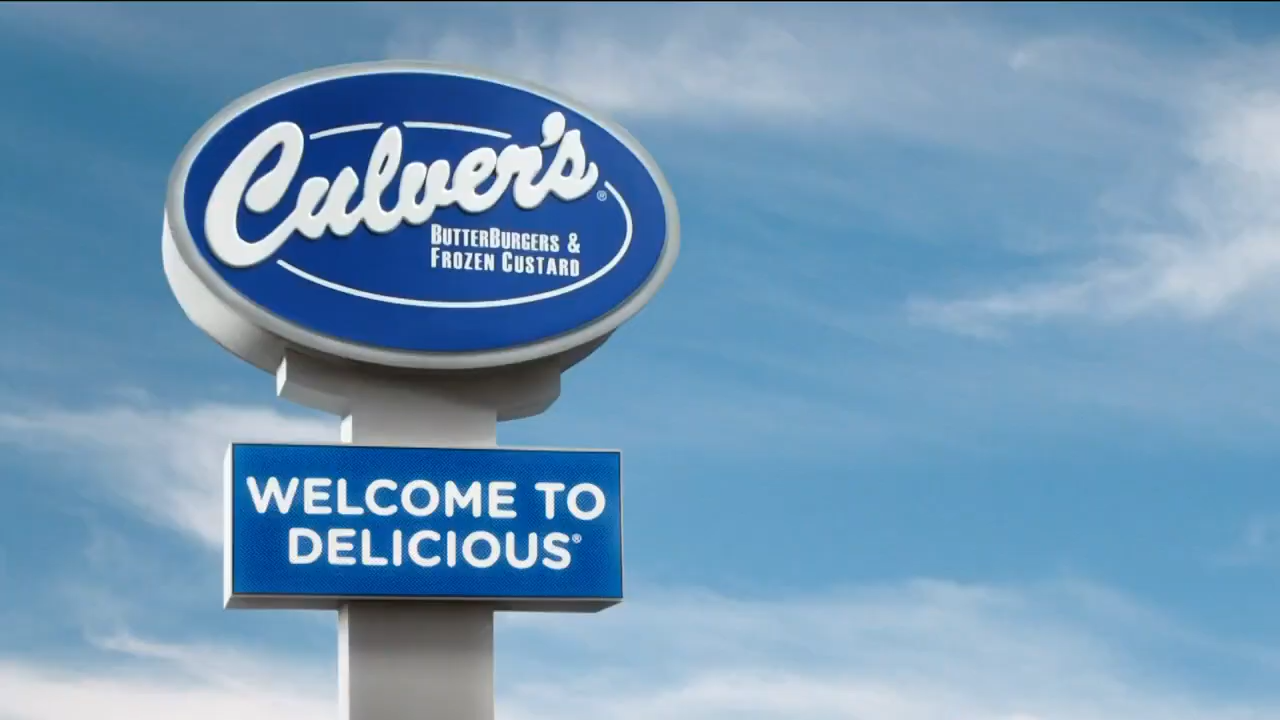 Culver's®
ButterBurgers &
Frozen Custard
WELCOME TO
DELICIOUS®